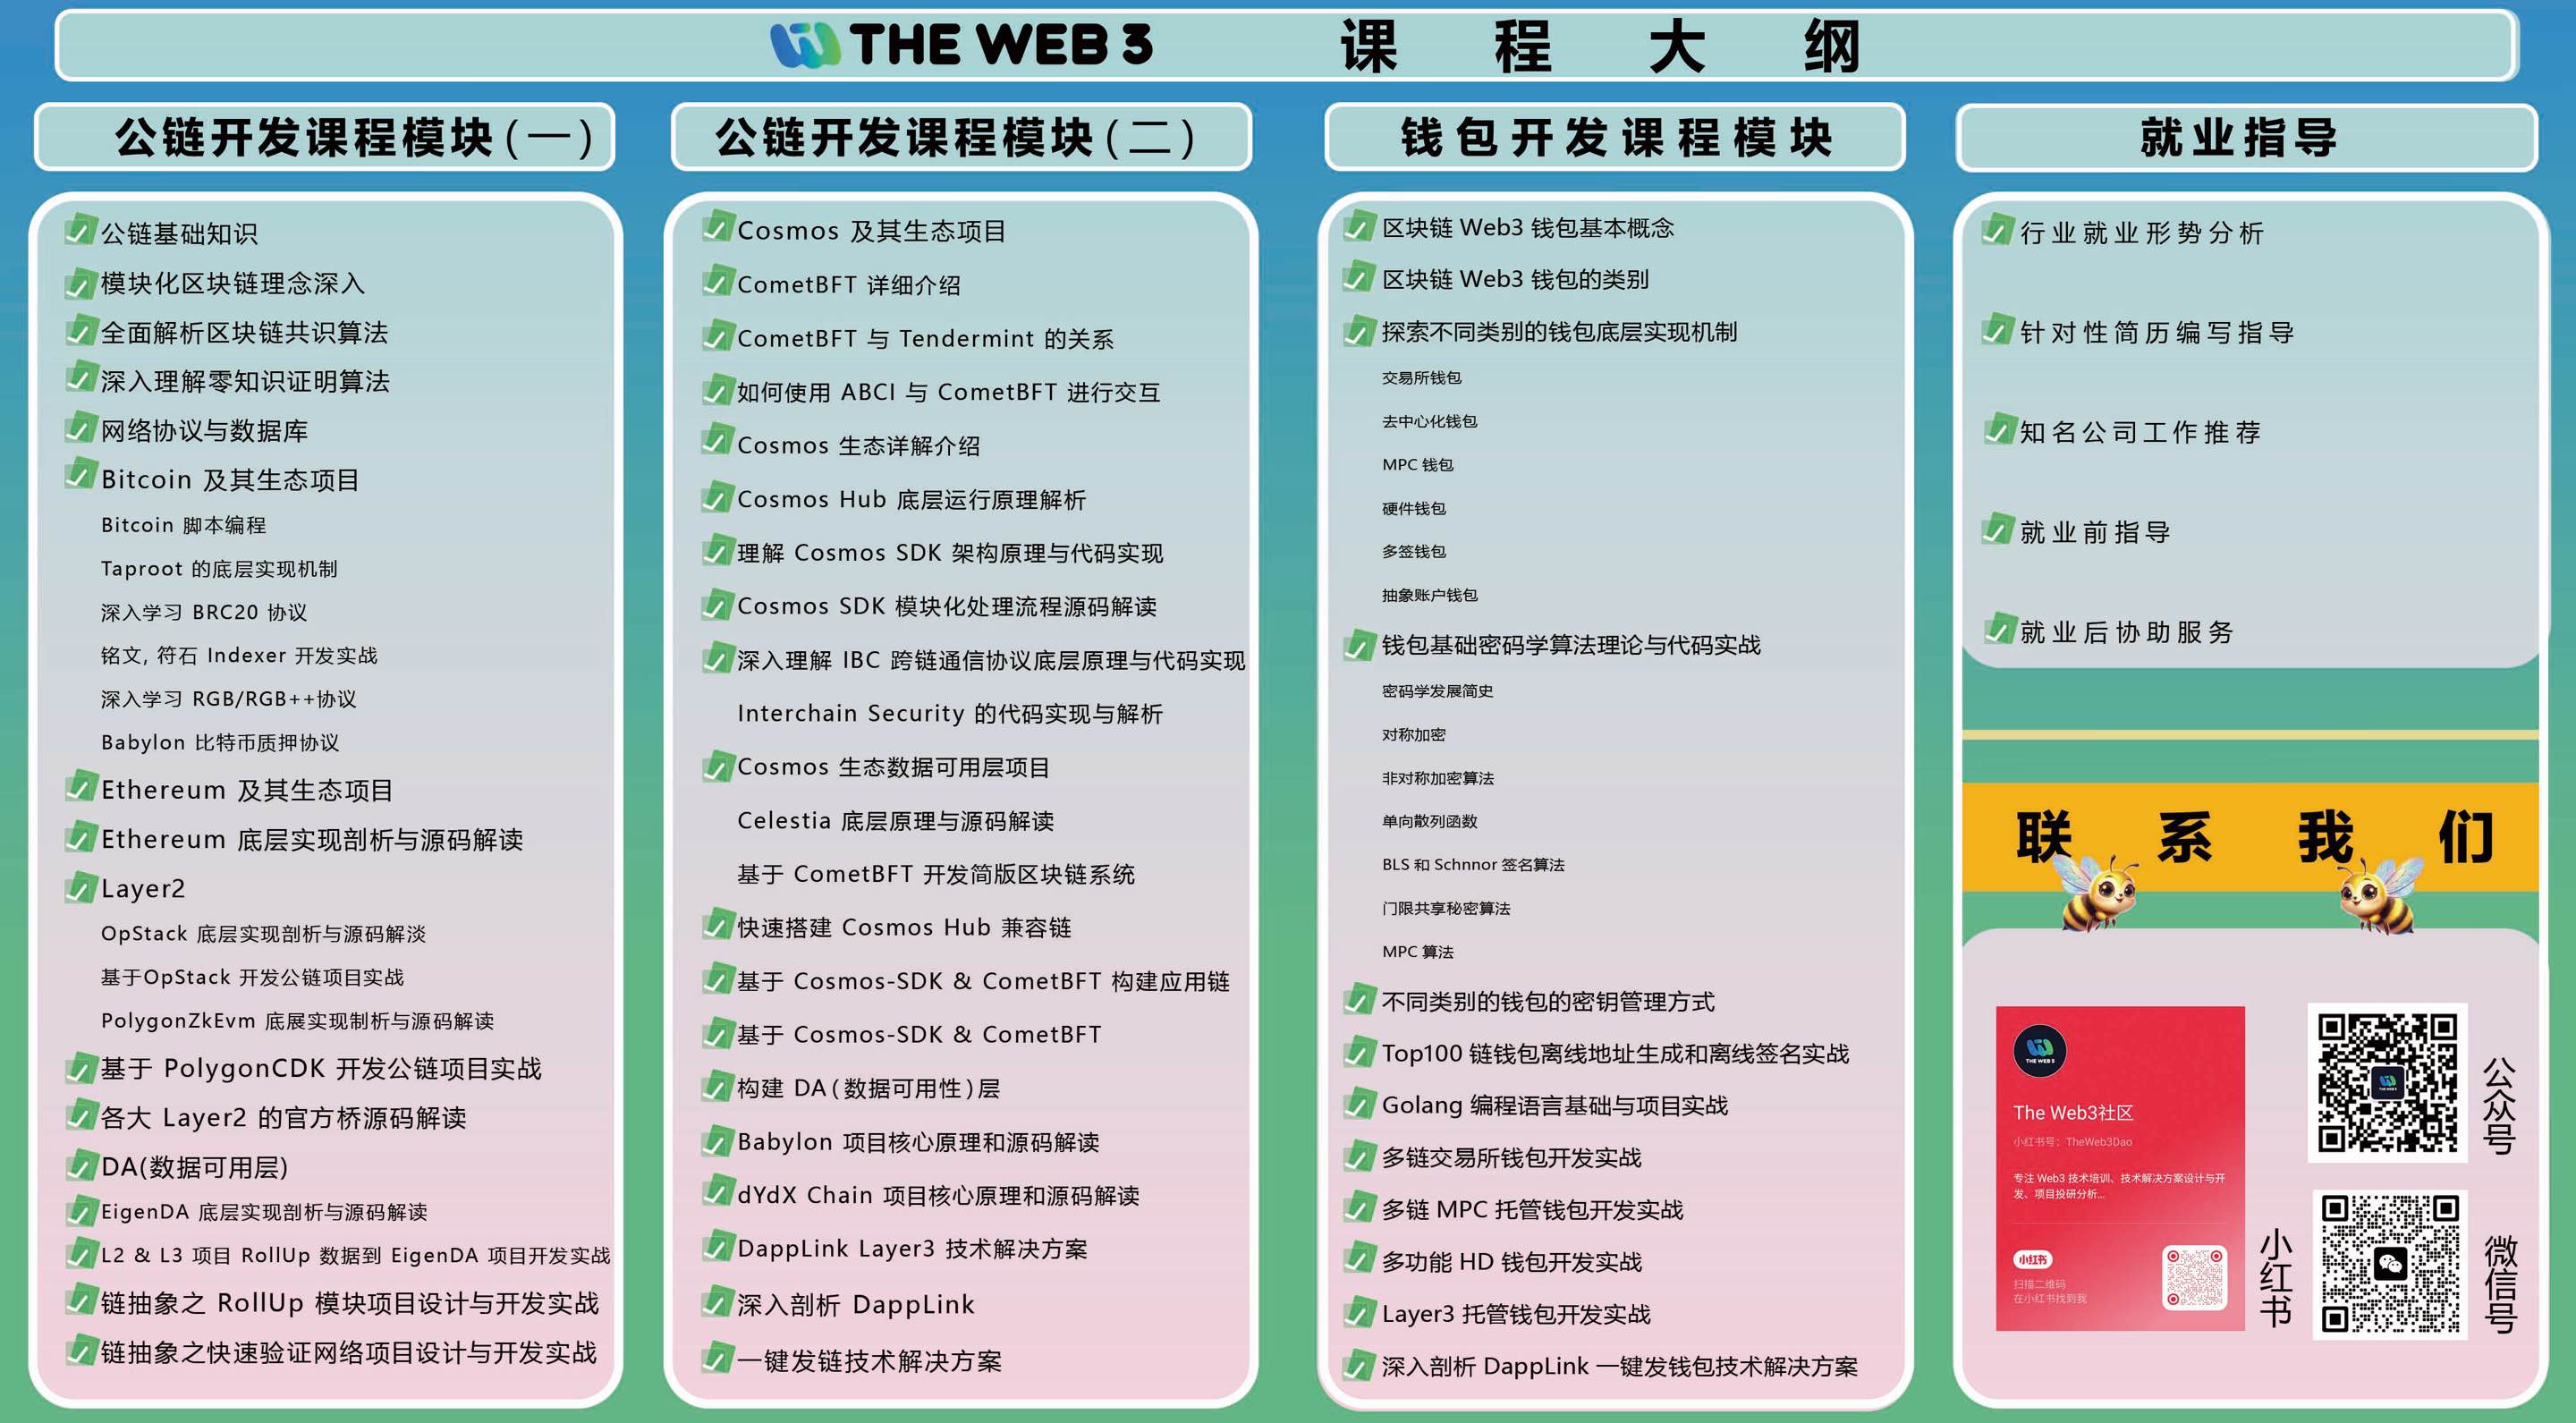 THE WEB 3 课程大纲
公链开发课程模块(一)
公链基础知识
模块化区块链理念深入
全面解析区块链共识算法
深入理解零知识证明算法
网络协议与数据库
Bitcoin 及其生态项目
Bitcoin 脚本编程
Taproot 的底层实现机制
深入学习 BRC20 协议
铭文, 符石 Indexer 开发实战
深入学习 RGB/RGB++协议
Babylon 比特币质押协议
Ethereum 及其生态项目
Ethereum 底层实现剖析与源码解读
Layer2
OpStack 底层实现剖析与源码解淡
基于OpStack 开发公链项目实战
PolygonZkEvm 底展实现制析与源码解读
基于 PolygonCDK 开发公链项目实战
各大 Layer2 的官方桥源码解读
DA(数据可用层)
EigenDA 底层实现剖析与源码解读
L2 & L3 项目 RollUp 数据到 EigenDA 项目开发实战
链抽象之 RollUp 模块项目设计与开发实战
链抽象之快速验证网络项目设计与开发实战
公链开发课程模块(二)
Cosmos 及其生态项目
CometBFT 详细介绍
CometBFT 与 Tendermint 的关系
如何使用 ABCI 与 CometBFT 进行交互
Cosmos 生态详解介绍
Cosmos Hub 底层运行原理解析
理解 Cosmos SDK 架构原理与代码实现
Cosmos SDK 模块化处理流程源码解读
深入理解 IBC 跨链通信协议底层原理与代码实现
Interchain Security 的代码实现与解析
Cosmos 生态数据可用层项目
Celestia 底层原理与源码解读
基于 CometBFT 开发简版区块链系统
快速搭建 Cosmos Hub 兼容链
基于 Cosmos-SDK & CometBFT 构建应用链
基于 Cosmos-SDK & CometBFT
构建 DA(数据可用性)层
Babylon 项目核心原理和源码解读
dYdX Chain 项目核心原理和源码解读
DappLink Layer3 技术解决方案
深入剖析 DappLink
一键发链技术解决方案
钱包开发课程模块
区块链 Web3 钱包基本概念
区块链 Web3 钱包的类别
探索不同类别的钱包底层实现机制
交易所钱包
去中心化钱包
MPC 钱包
硬件钱包
多签钱包
抽象账户钱包
钱包基础密码学算法理论与代码实战
密码学发展简史
对称加密
非对称加密算法
单向散列函数
BLS 和 Schnnor 签名算法
门限共享秘密算法
MPC 算法
不同类别的钱包的密钥管理方式
Top100 链钱包离线地址生成和离线签名实战
Golang 编程语言基础与项目实战
多链交易所钱包开发实战
多链 MPC 托管钱包开发实战
多功能 HD 钱包开发实战
Layer3 托管钱包开发实战
深入剖析 DappLink 一键发钱包技术解决方案
就业指导
行业就业形势分析
针对性简历编写指导
知名公司工作推荐
就业前指导
就业后协助服务
联系我们
THE WEB 3
The Web3社区
小红书号：TheWeb3Dao
专注 Web3 技术培训、技术解决方案设计与开
发、项目投研分析...
小红书
扫描二维码
在小红书找到我
小红书
公众号
微信号